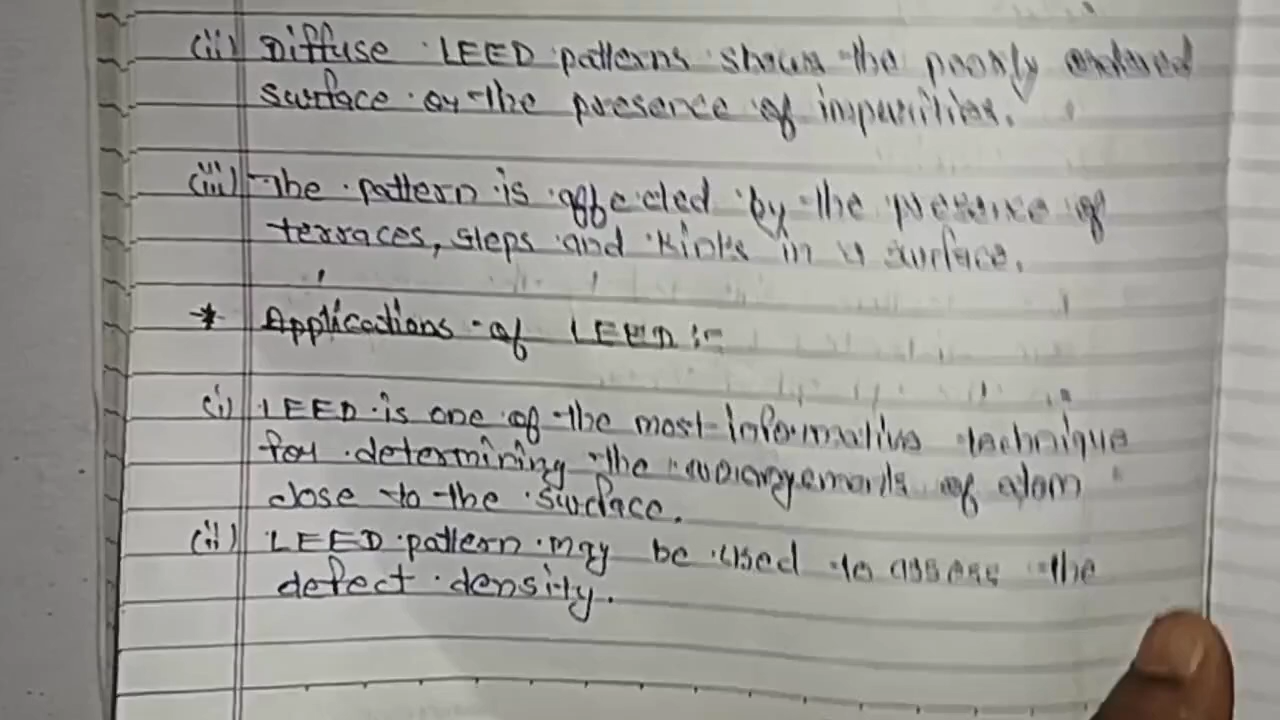 (ii) Diffuse LEED patterns shows the poorly ordered
surface or the presence of impurities.
(iii) The pattern is affected by the presence of
terraces, steps and kinks in a surface.
* Applications of LEED :-
(i) LEED is one of the most informative technique
for determining the arrangements of atom
close to the surface.
(ii) LEED pattern may be used to assess the
defect density.